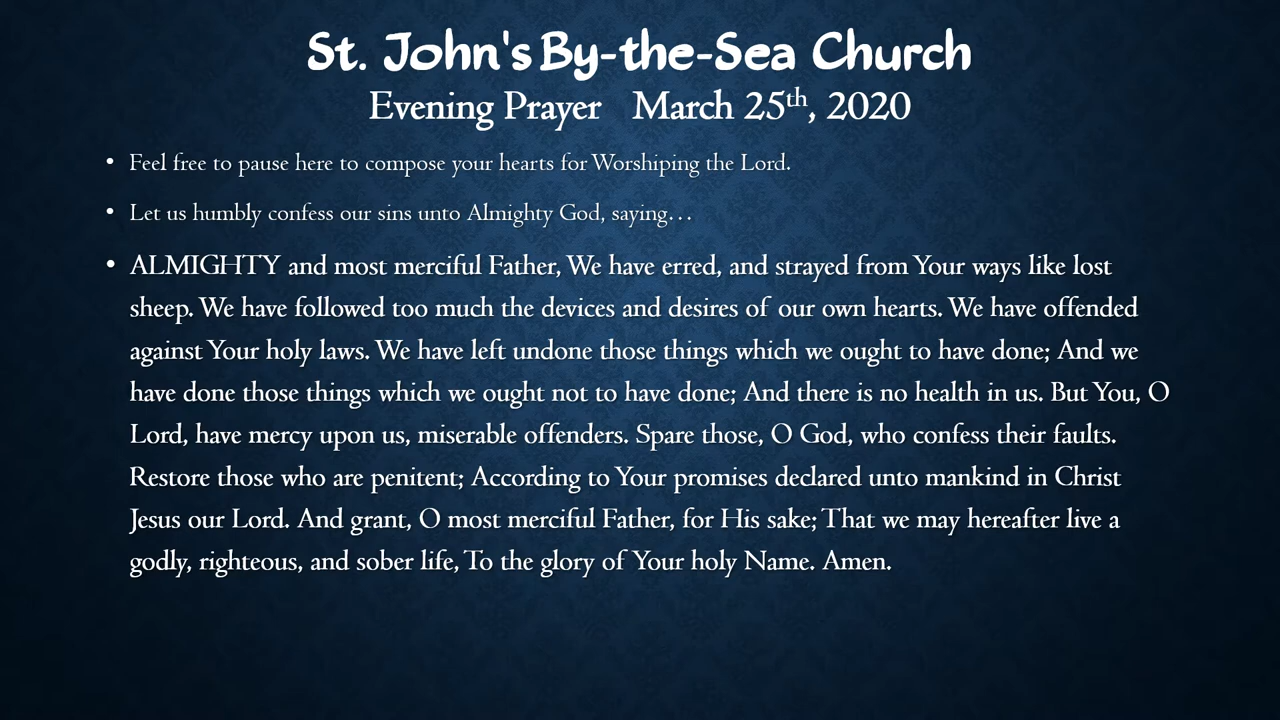 St. John's By-the-Sea Church
Evening Prayer March 25th, 2020
• Feel free to pause here to compose your hearts for Worshiping the Lord.
• Let us humbly confess our sins unto Almighty God, saying…
• ALMIGHTY and most merciful Father, We have erred, and strayed from Your ways like lost
sheep. We have followed too much the devices and desires of our own hearts. We have offended
against Your holy laws. We have left undone those things which we ought to have done; And we
have done those things which we ought not to have done; And there is no health in us. But You, O
Lord, have mercy upon us, miserable offenders. Spare those, O God, who confess their faults.
Restore those who are penitent; According to Your promises declared unto mankind in Christ
Jesus our Lord. And grant, O most merciful Father, for His sake; That we may hereafter live a
godly, righteous, and sober life, To the glory of Your holy Name. Amen.